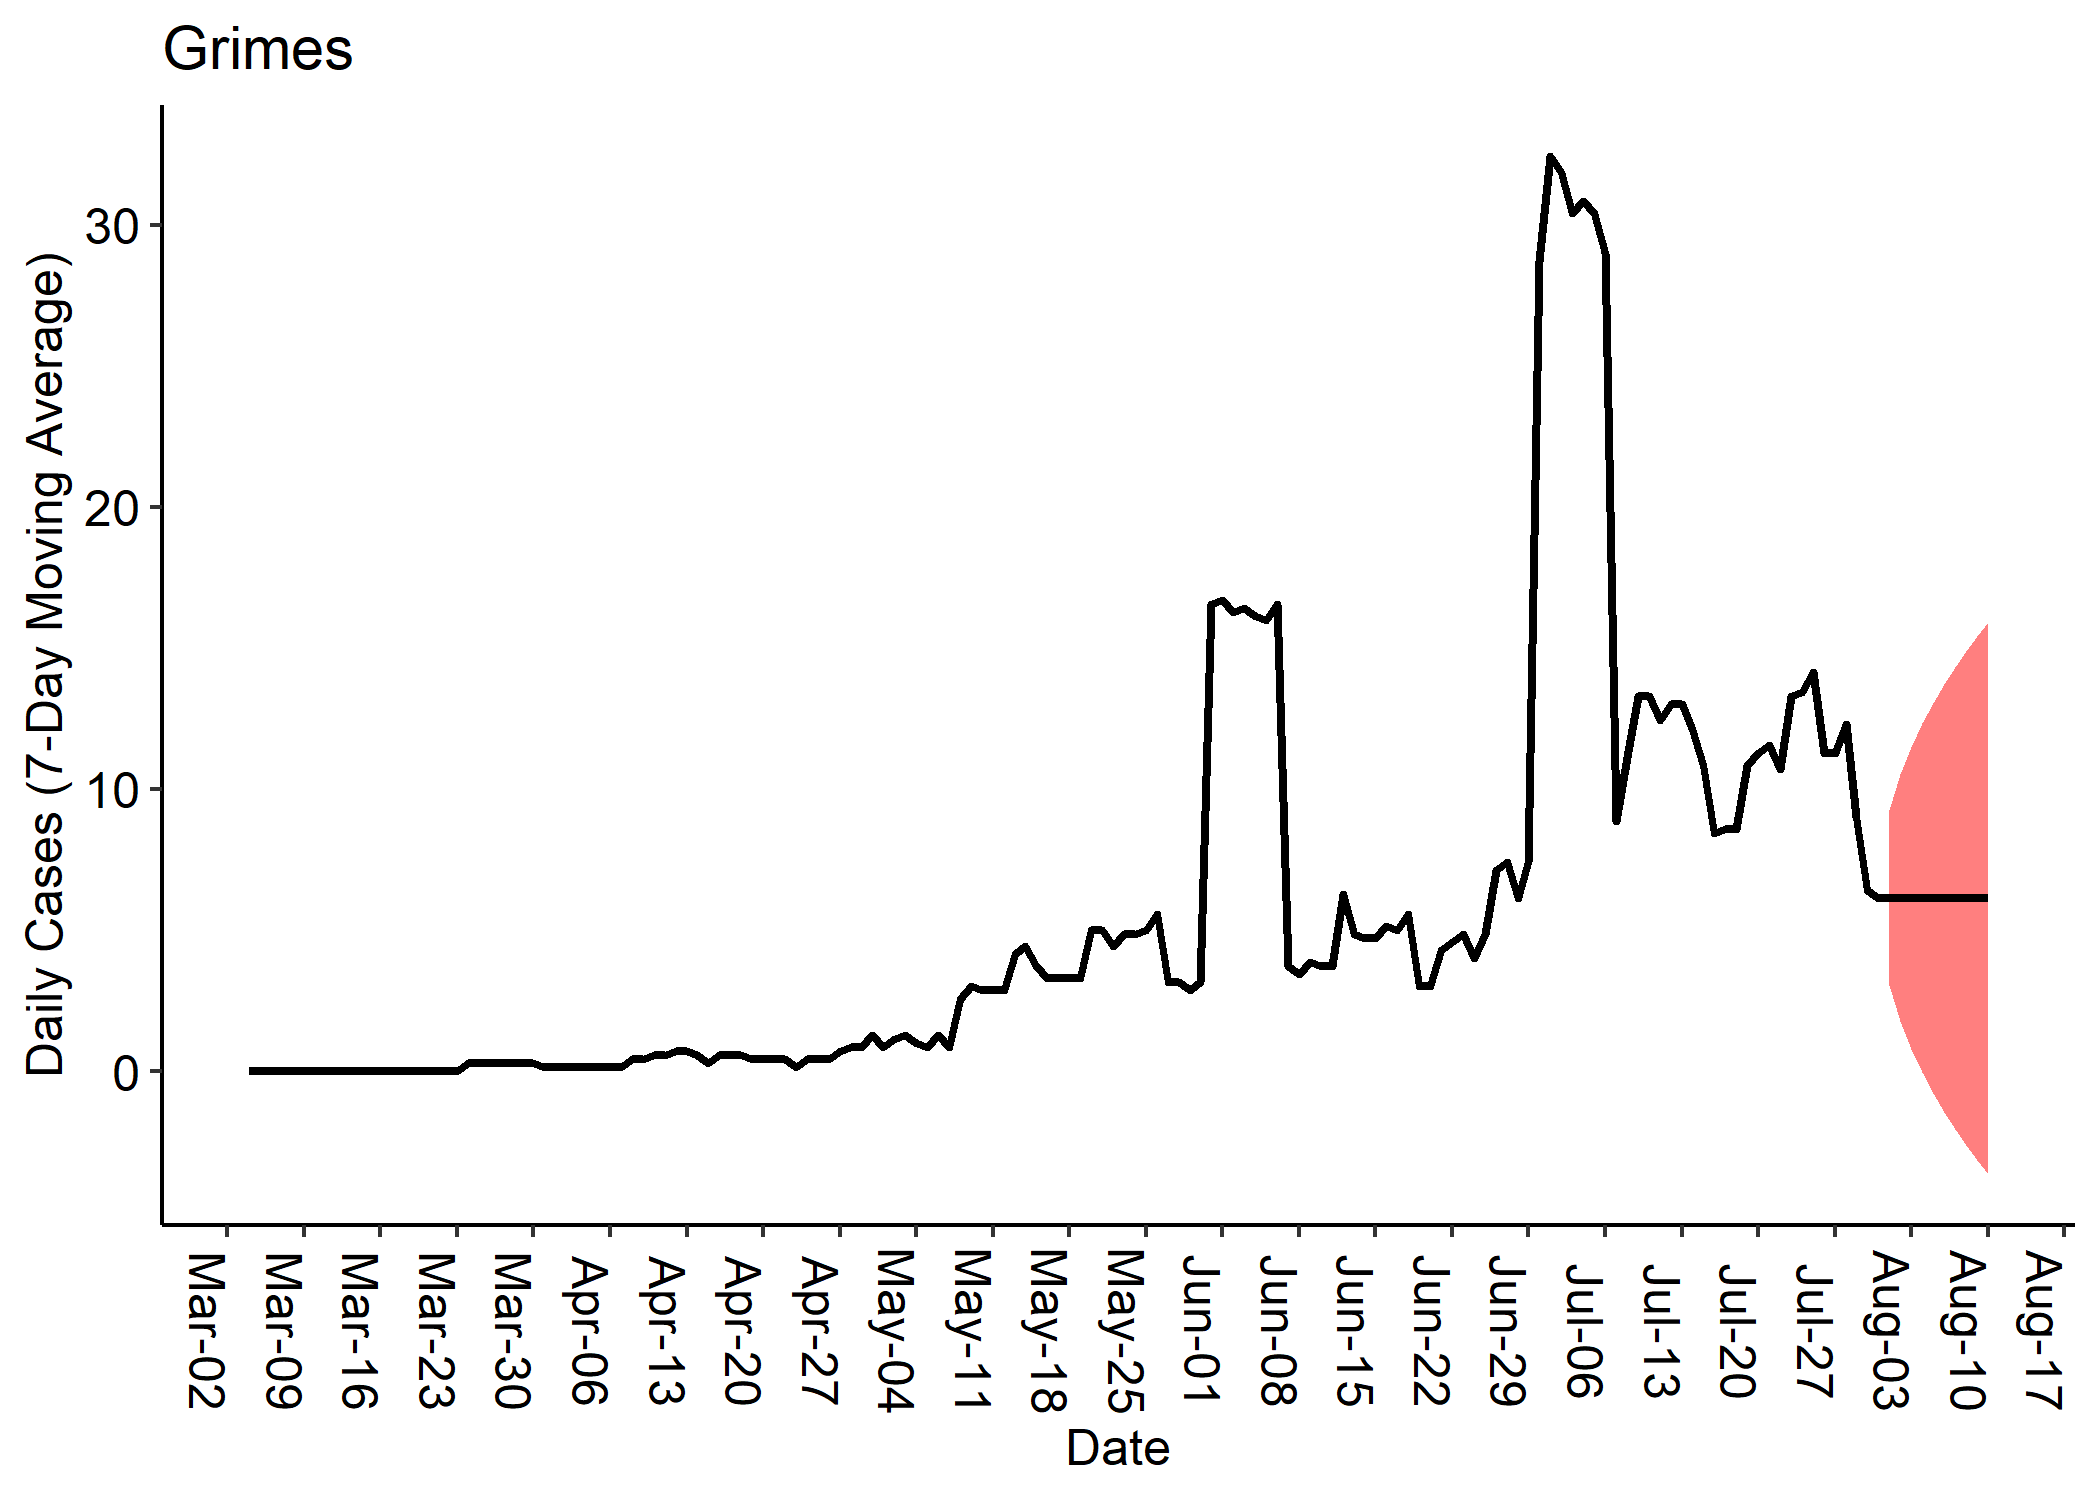 Grimes
Daily Cases (7-Day Moving Average)
30
20
10
0
Mar-02
Mar-09
Mar-16
Mar-23
Mar-30
Apr-06
Apr-13
Apr-20
Apr-27
May-04
May-11
May-18
May-25
Jun-01
Jun-08
Jun-15
Jun-22
Jun-29
Jul-06
Jul-13
Jul-20
Jul-27
Aug-03
Aug-10
Aug-17
Date